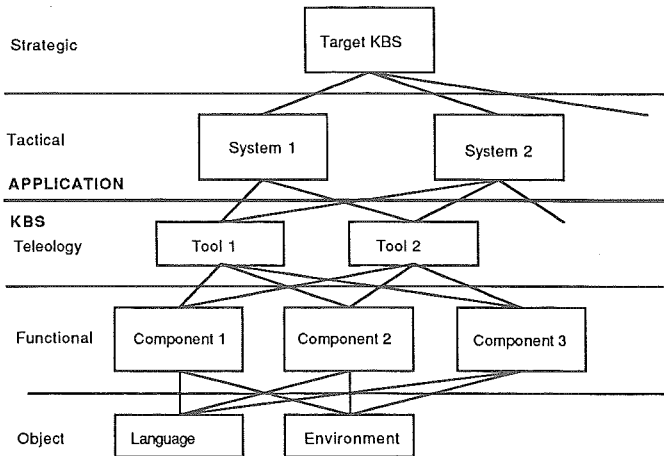 Strategic
Target KBS
Tactical
System 1
System 2
APPLICATION
KBS
Teleology
Tool 1
Tool 2
Functional
Component 1
Component 2
Component 3
Object
Language
Environment